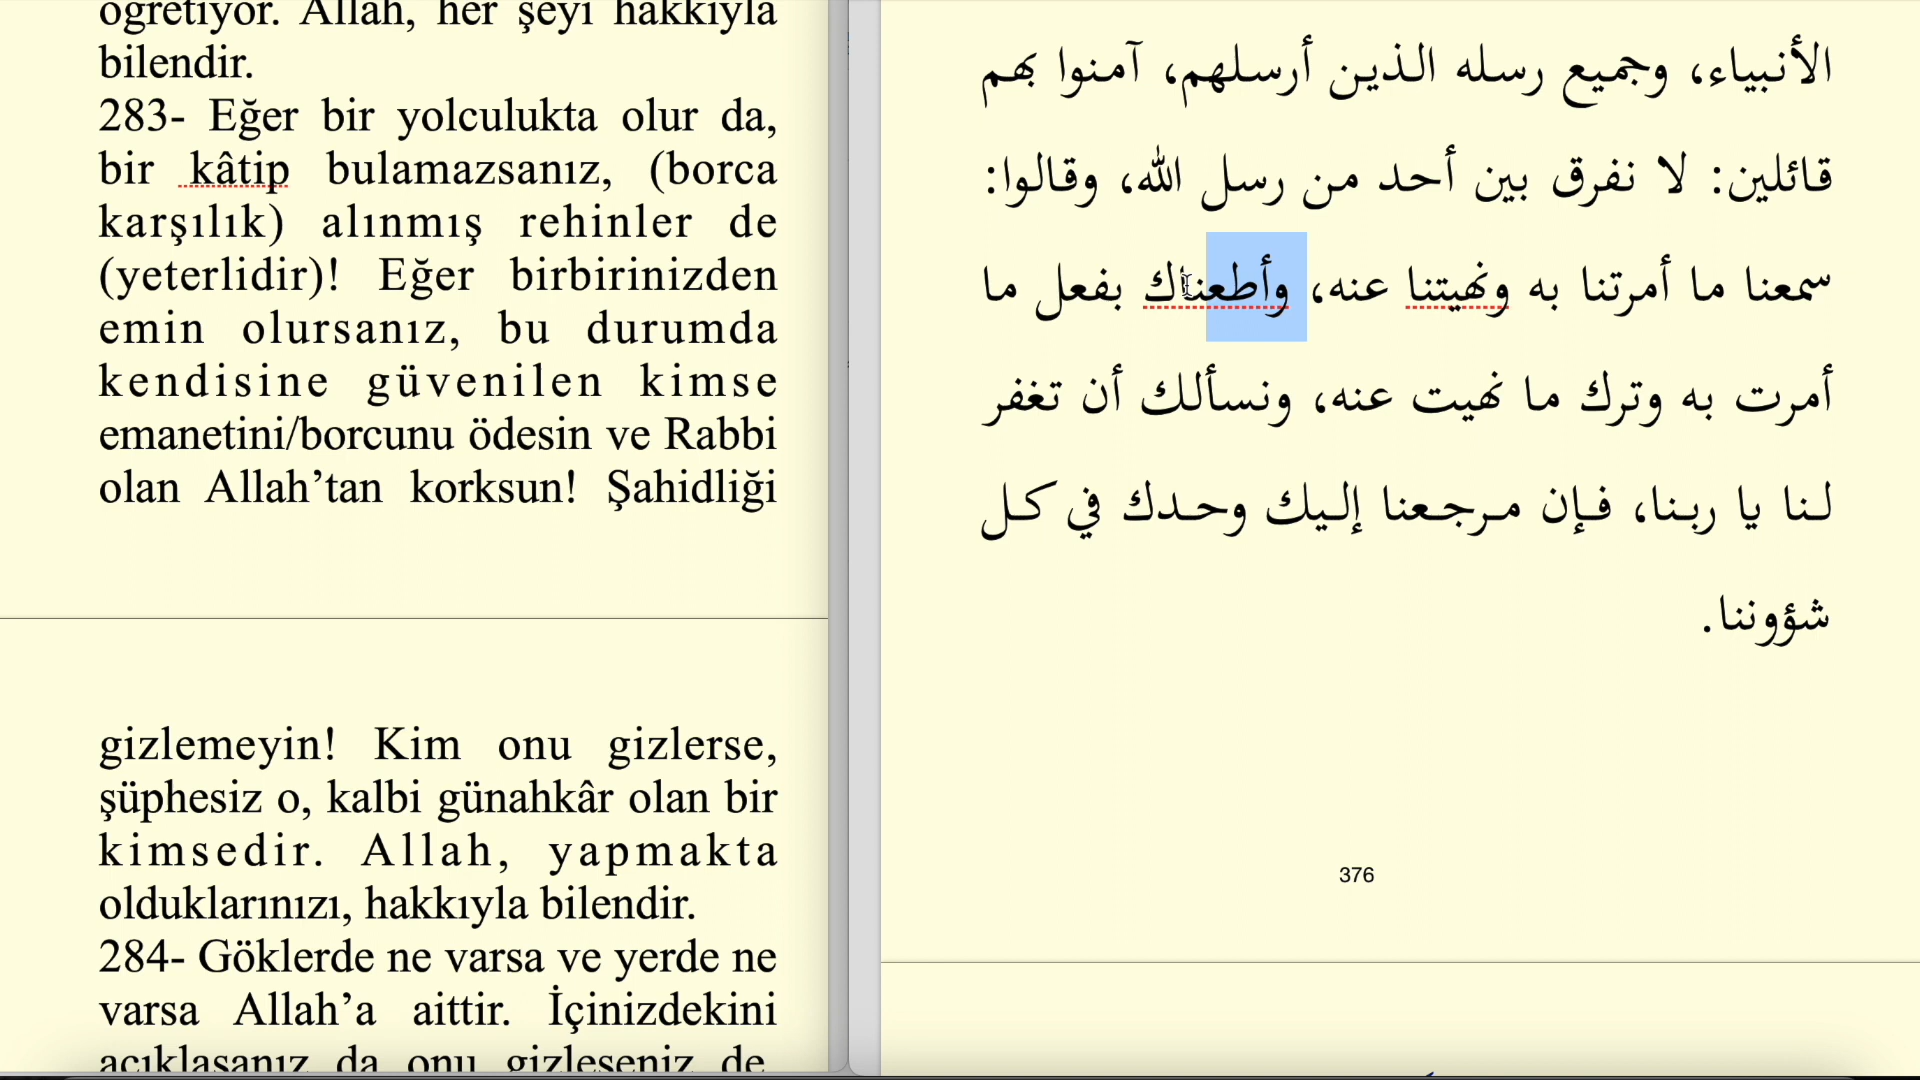 öğretiyor. Allah, her şeyi hakkıyla
bilendir.
283- Eğer bir yolculukta olur da,
bir kâtip bulamazsanız, (borca
karşılık) alınmış rehinler de
(yeterlidir)! Eğer birbirinizden
emin olursanız, bu durumda
kendisine güvenilen kimse
emanetini/borcunu ödesin ve Rabbi
olan Allah’tan korksun! Şahidliği
gizlemeyin! Kim onu gizlerse,
şüphesiz o, kalbi günahkâr olan bir
kimsedir. Allah, yapmakta
olduklarınızı, hakkıyla bilendir.
284- Göklerde ne varsa ve yerde ne
varsa Allah’a aittir. İçinizdekini
açıklasanız da onu gizleseniz de
الأنبياء، وجميع رسله الذين أرسلهم، آمنوا بهم
قائلين: لا نفرق بين أحد من رسل الله، وقالوا:
سمعنا ما أمرتنا به ونهيتنا عنه، وأطعناك بفعل ما
أمرت به وترك ما نهيت عنه، ونسألك أن تغفر
لنا يا ربنا، فإن مرجعنا إليك وحدك في كل
شؤوننا.
376